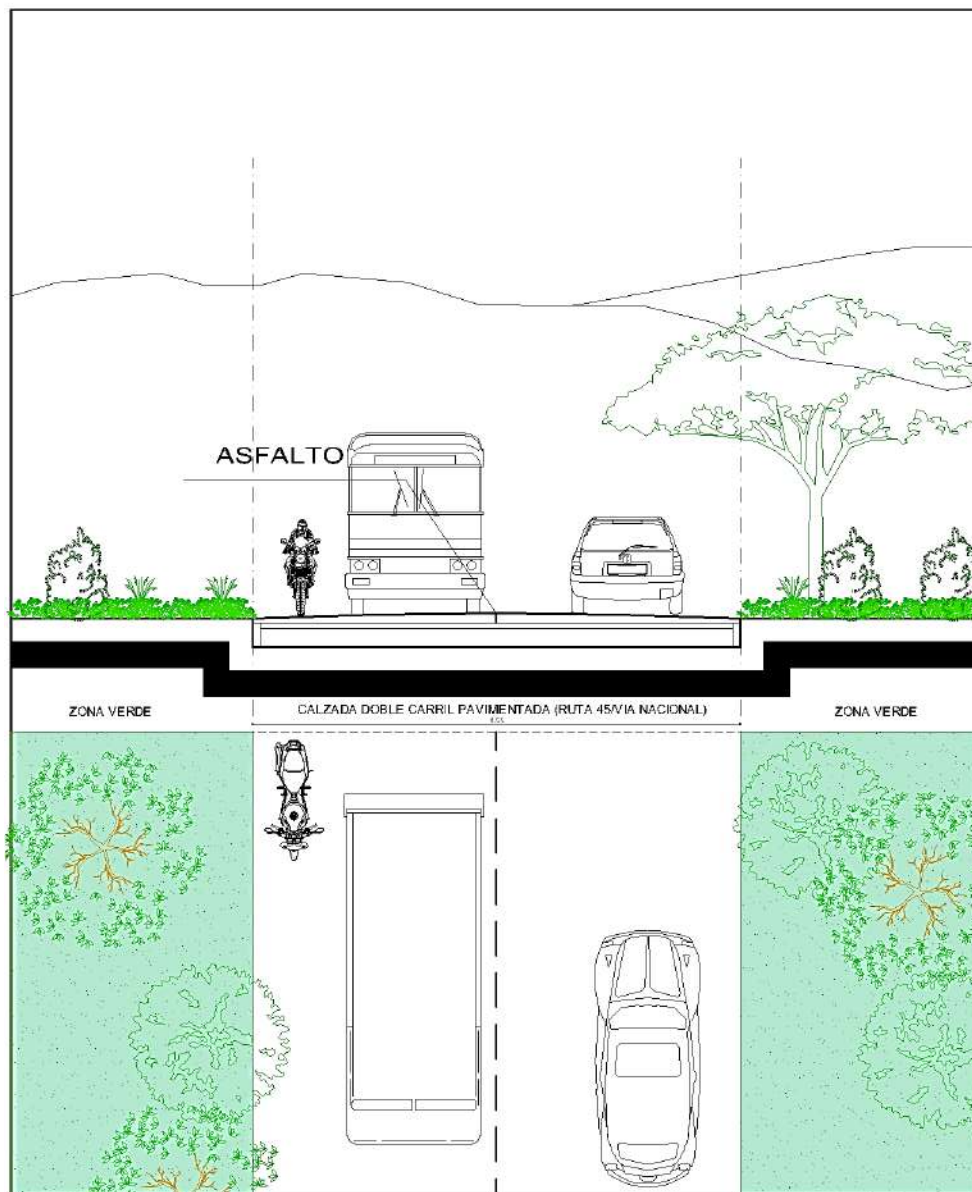 ASFALTO
ZONA VERDE
CALZADA DOBLE CARRIL PAVIMENTADA (RUTA 45/VIA NACIONAL)
ZONA VERDE